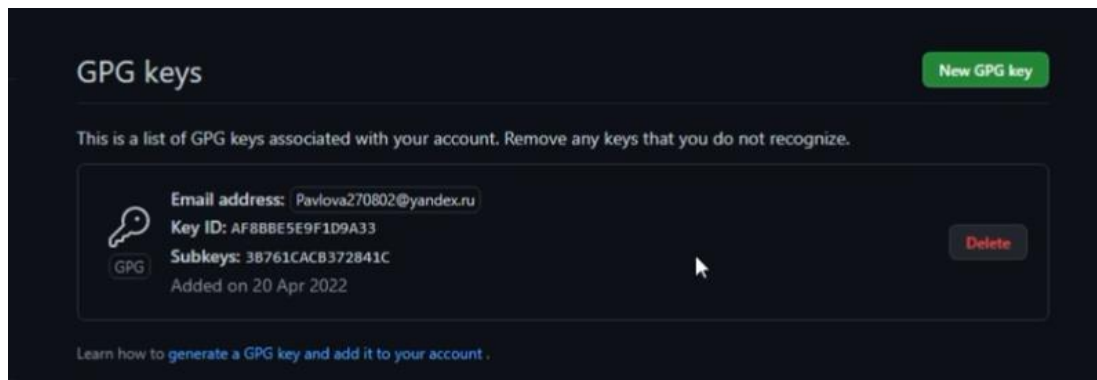 GPG keys
New GPG key
This is a list of GPG keys associated with your account. Remove any keys that you do not recognize.
Email address: Pavlova270802@yandex.ru
Key ID: AF8BBE5E9F1D9A33
GPG
Subkeys: 3B761CACB372841C
Added on 20 Apr 2022
Delete
Learn how to generate a GPG key and add it to your account .